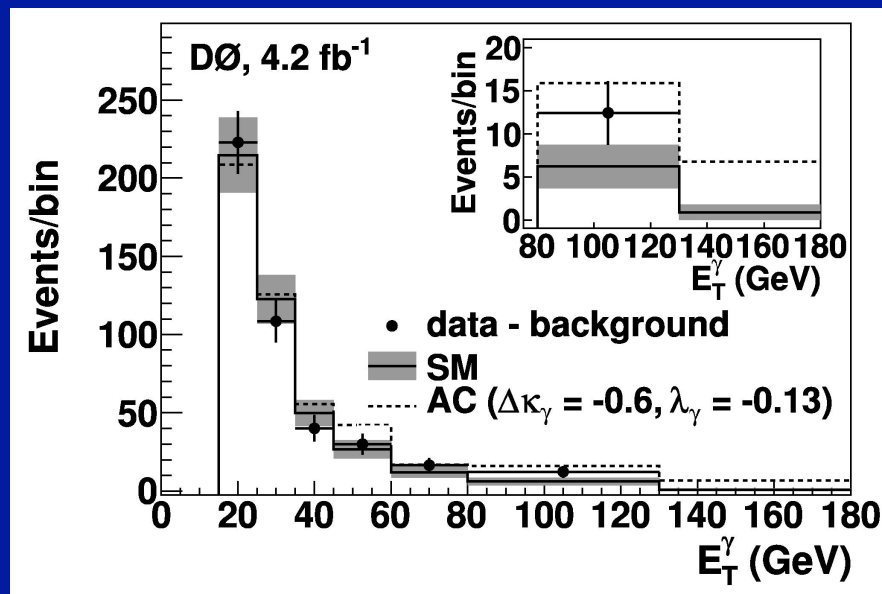 DØ, 4.2 fb⁻¹
Events/bin
250
200
150
100
50
0
0 20 40 60 80 100 120 140 160 180
E_T^γ (GeV)
Events/bin
20
15
10
5
0
80 100 120 140 160 180
E_T^γ (GeV)
data - background
SM
AC (Δκ_γ = -0.6, λ_γ = -0.13)